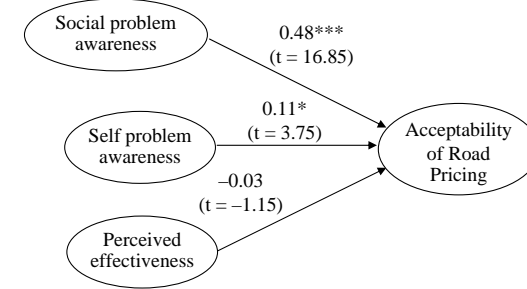 Social problem
awareness
0.48***
(t = 16.85)
0.11*
(t = 3.75)
Self problem
awareness
Acceptability
of Road
Pricing
–0.03
(t = –1.15)
Perceived
effectiveness